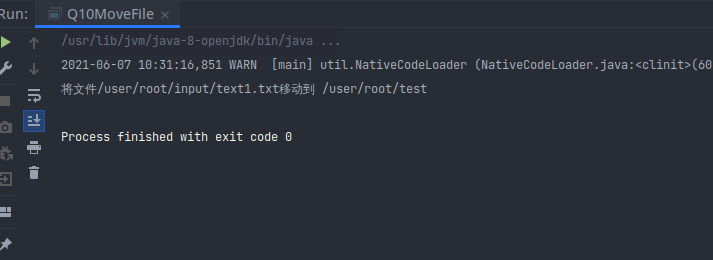 Run: Q10MoveFile
/usr/lib/jvm/java-8-openjdk/bin/java ...
2021-06-07 10:31:16,851 WARN  [main] util.NativeCodeLoader (NativeCodeLoader.java:<clinit>(60
将文件/user/root/input/text1.txt移动到 /user/root/test
Process finished with exit code 0